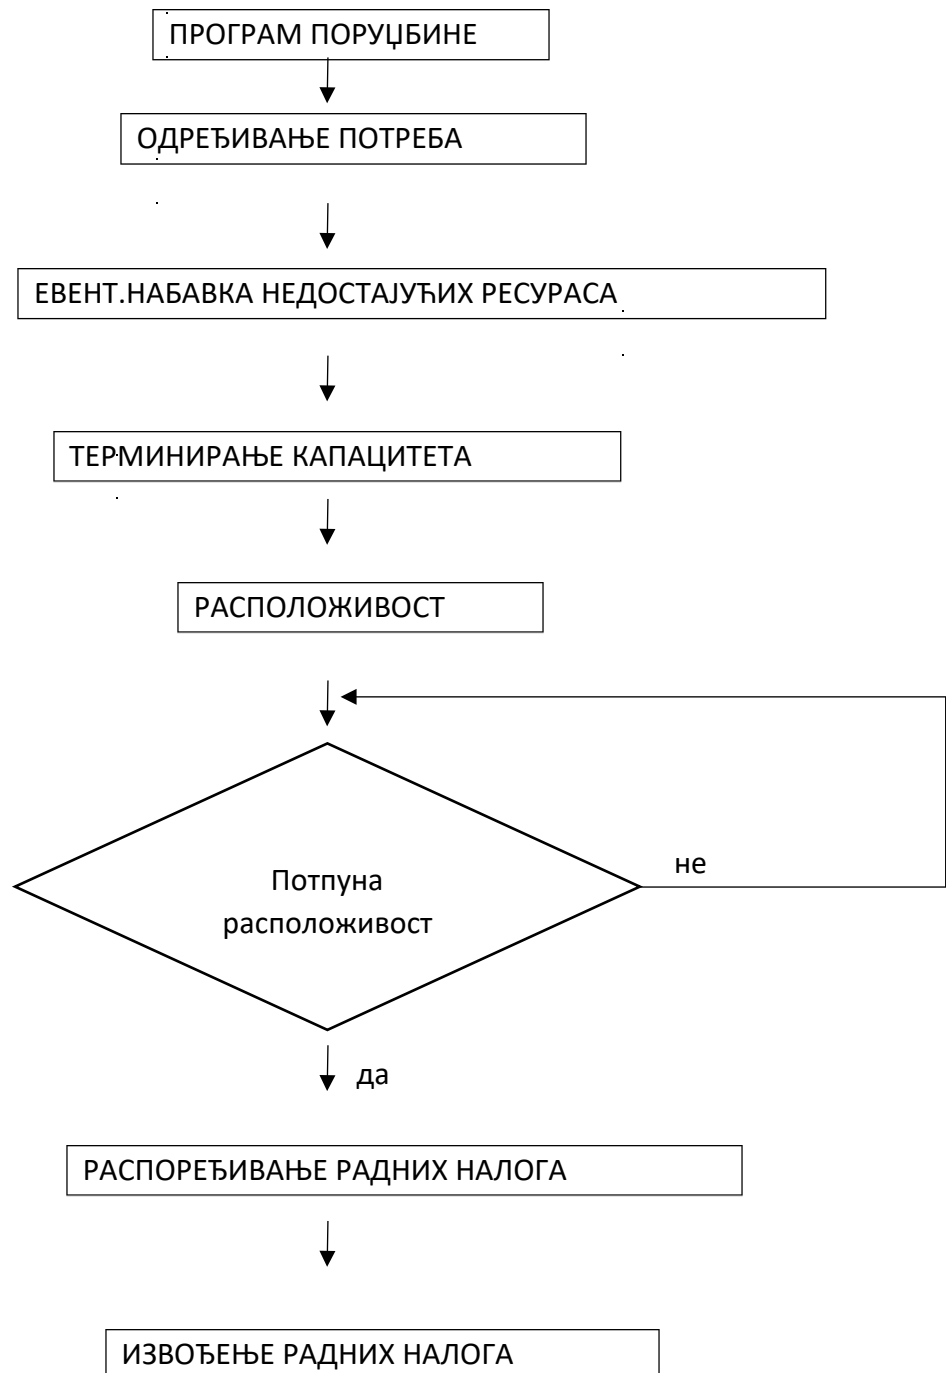 ПРОГРАМ ПОРУЏБИНЕ
ОДРЕЂИВАЊЕ ПОТРЕБА
ЕВЕНТ.НАБАВКА НЕДОСТАЈУЋИХ РЕСУРАСА
ТЕРМИНИРАЊЕ КАПАЦИТЕТА
РАСПОЛОЖИВОСТ
не
Потпуна
расположивост
да
РАСПОРЕЂИВАЊЕ РАДНИХ НАЛОГА
ИЗВОЂЕЊЕ РАДНИХ НАЛОГА